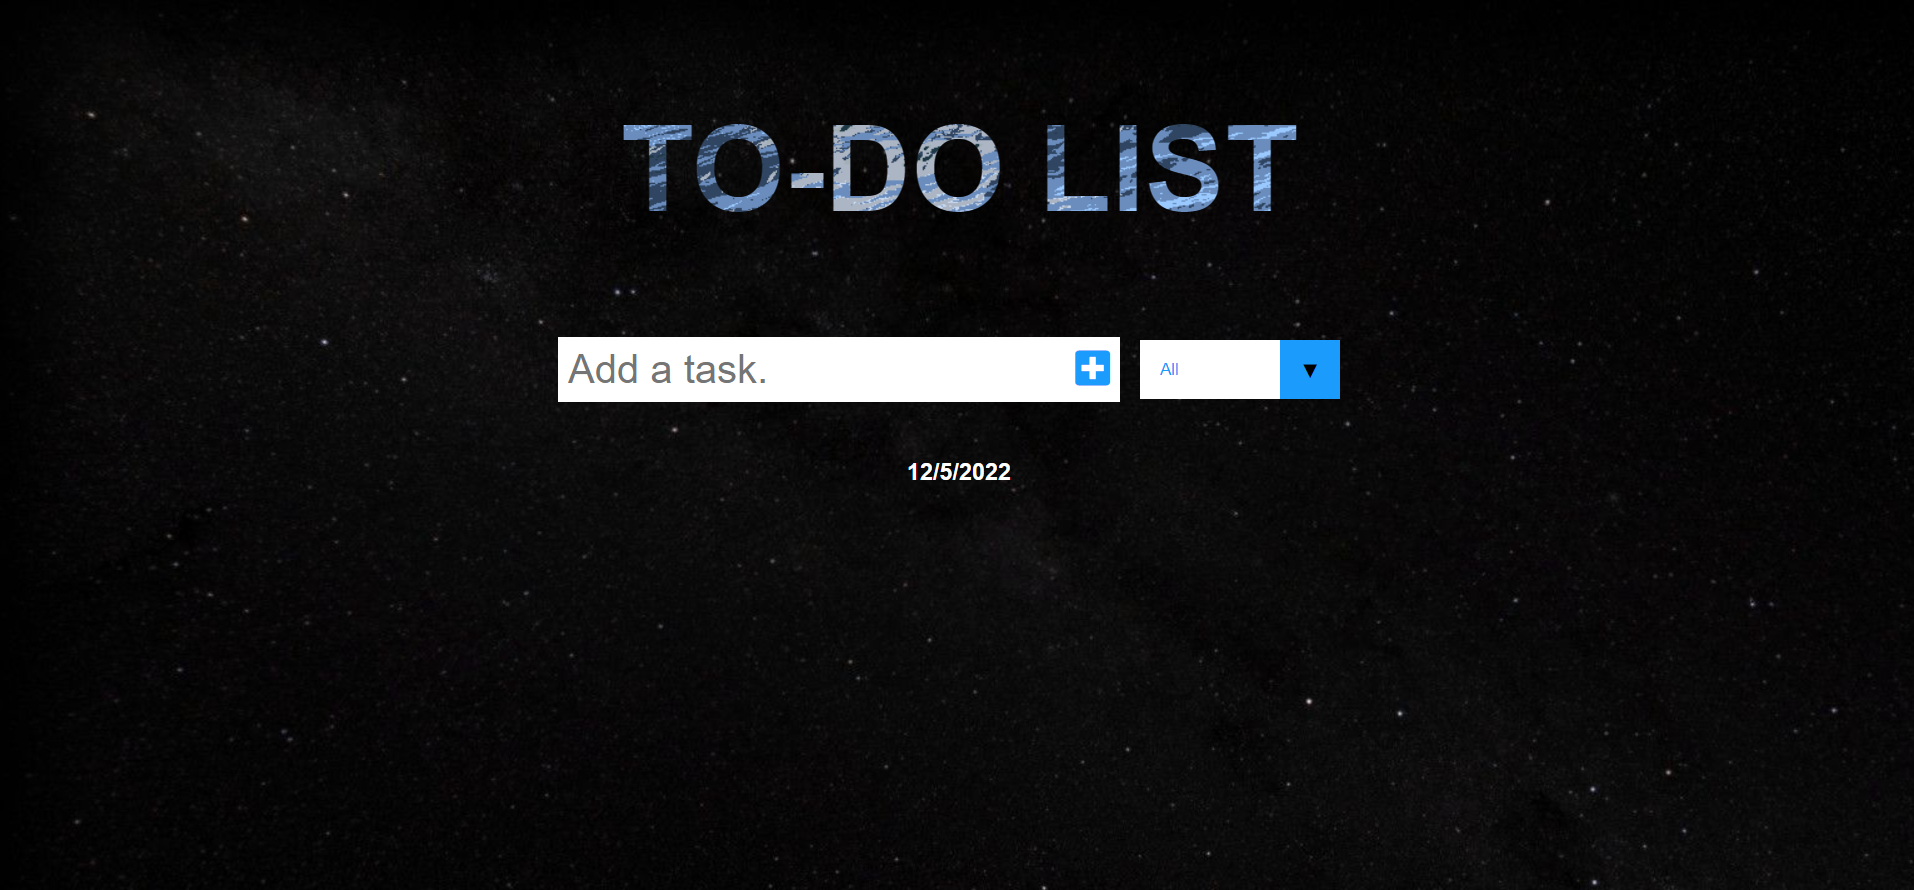 TO-DO LIST
Add a task.
All
12/5/2022